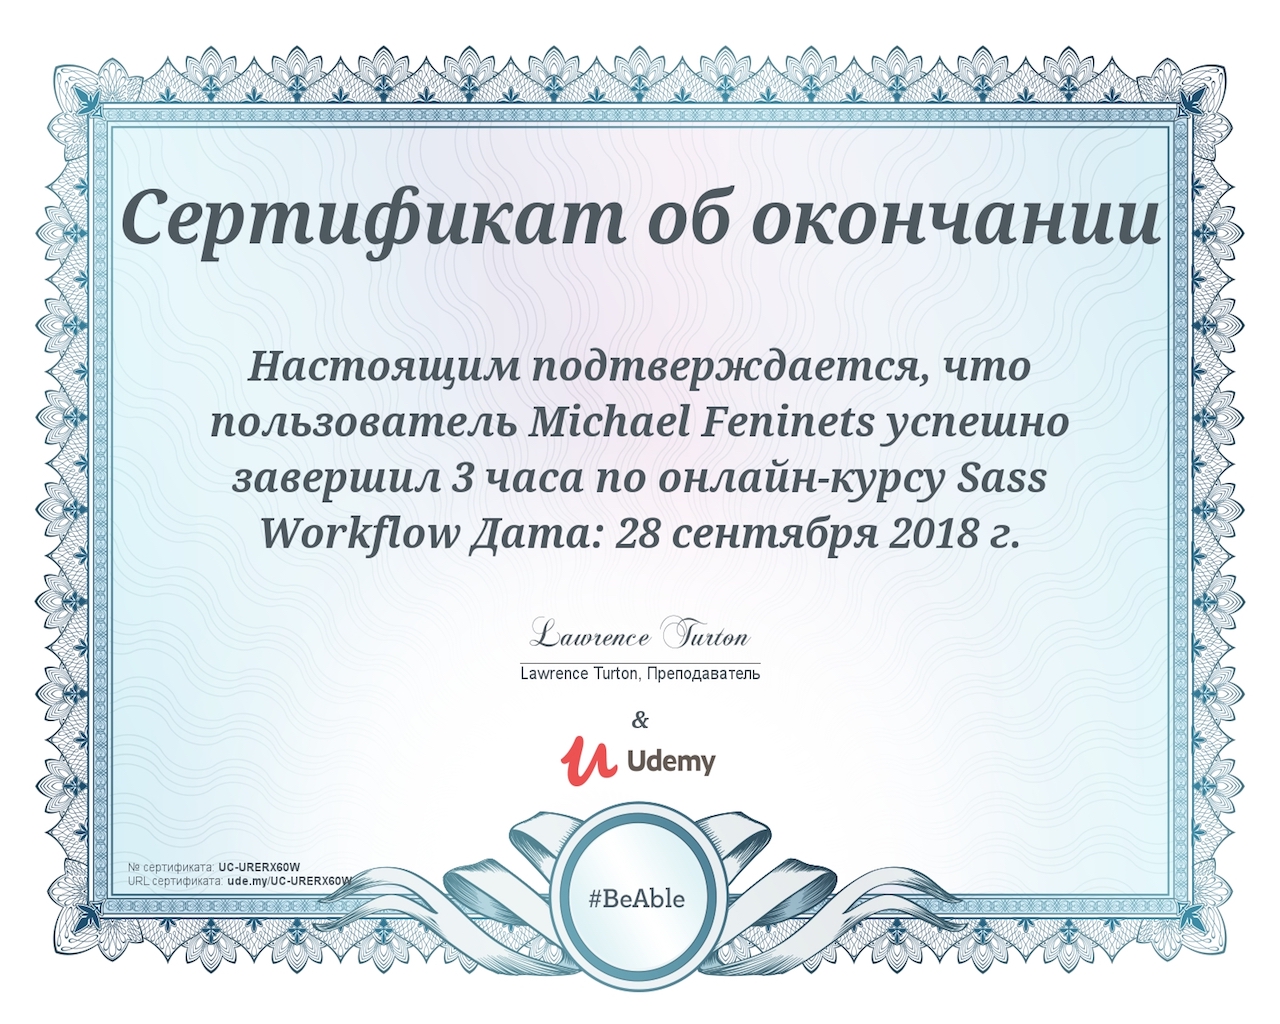 Сертификат об окончании
Настоящим подтверждается, что
пользователь Michael Feninets успешно
завершил 3 часа по онлайн-курсу Sass
Workflow Дата: 28 сентября 2018 г.
Lawrence Turton
Lawrence Turton, Преподаватель
&
Udemy
№ сертификата: UC-URERX60W
URL сертификата: ude.my/UC-URERX60W
#BeAble